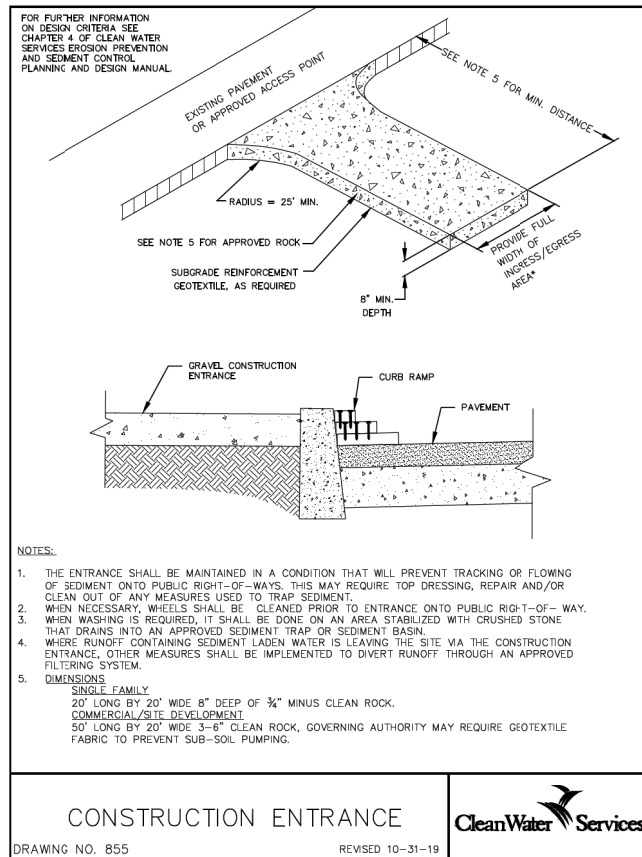 FOR FURTHER INFORMATION
ON DESIGN CRITERIA SEE
CHAPTER 4 OF CLEAN WATER
SERVICES EROSION PREVENTION
AND SEDIMENT CONTROL
PLANNING AND DESIGN MANUAL.
EXISTING PAVEMENT
OR APPROVED ACCESS POINT
SEE NOTE 5 FOR MIN. DISTANCE
RADIUS = 25' MIN.
SEE NOTE 5 FOR APPROVED ROCK
SUBGRADE REINFORCEMENT
GEOTEXTILE, AS REQUIRED
8" MIN.
DEPTH
PROVIDE FULL
WIDTH OF
INGRESS/EGRESS
AREA*
GRAVEL CONSTRUCTION
ENTRANCE
CURB RAMP
PAVEMENT
NOTES:
1. THE ENTRANCE SHALL BE MAINTAINED IN A CONDITION THAT WILL PREVENT TRACKING OR FLOWING
OF SEDIMENT ONTO PUBLIC RIGHT-OF-WAYS. THIS MAY REQUIRE TOP DRESSING, REPAIR AND/OR
CLEAN OUT OF ANY MEASURES USED TO TRAP SEDIMENT.
2. WHEN NECESSARY, WHEELS SHALL BE CLEANED PRIOR TO ENTRANCE ONTO PUBLIC RIGHT-OF- WAY.
3. WHEN WASHING IS REQUIRED, IT SHALL BE DONE ON AN AREA STABILIZED WITH CRUSHED STONE
THAT DRAINS INTO AN APPROVED SEDIMENT TRAP OR SEDIMENT BASIN.
4. WHERE RUNOFF CONTAINING SEDIMENT LADEN WATER IS LEAVING THE SITE VIA THE CONSTRUCTION
ENTRANCE, OTHER MEASURES SHALL BE IMPLEMENTED TO DIVERT RUNOFF THROUGH AN APPROVED
FILTERING SYSTEM.
5. DIMENSIONS
SINGLE FAMILY
20' LONG BY 20' WIDE 8" DEEP OF ¾" MINUS CLEAN ROCK.
COMMERCIAL/SITE DEVELOPMENT
50' LONG BY 20' WIDE 3-6" CLEAN ROCK, GOVERNING AUTHORITY MAY REQUIRE GEOTEXTILE
FABRIC TO PREVENT SUB-SOIL PUMPING.
CONSTRUCTION ENTRANCE
DRAWING NO. 855
REVISED 10-31-19
CleanWater Services